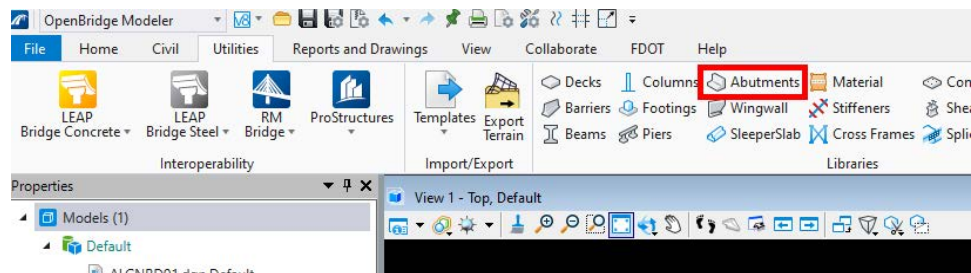 OpenBridge Modeler
File Home Civil Utilities Reports and Drawings View Collaborate FDOT Help
Decks Columns Abutments Material
Barriers Footings Wingwall Stiffeners
Beams Piers SleeperSlab Cross Frames
LEAP Bridge Concrete
LEAP Bridge Steel
RM Bridge
ProStructures
Templates
Export Terrain
Interoperability Import/Export Libraries
Properties
View 1 - Top, Default
Models (1)
Default